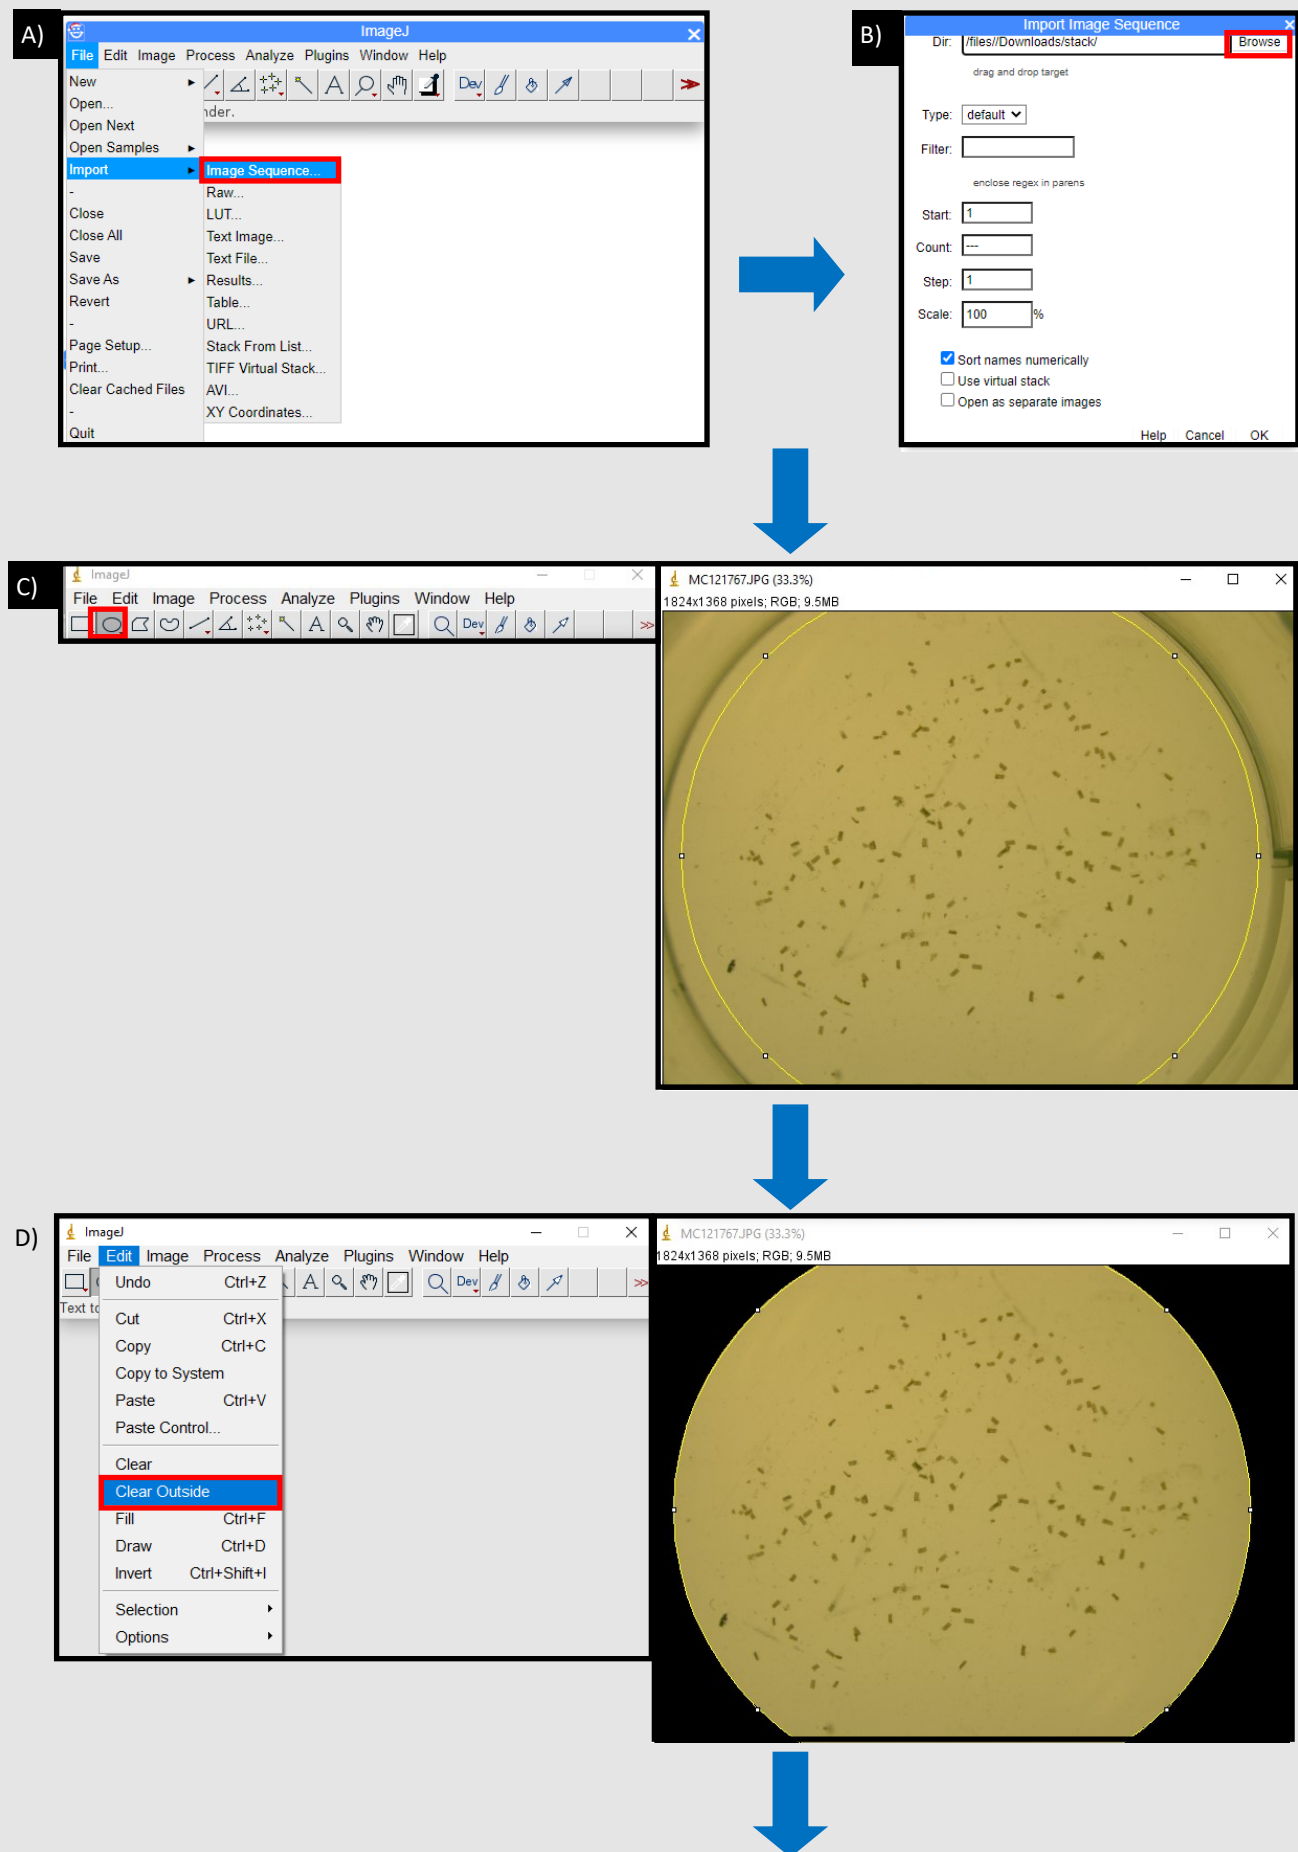 A)
ImageJ
File Edit Image Process Analyze Plugins Window Help
New
Open...
Open Next
Open Samples
Import
-
Close
Close All
Save
Save As
Revert
-
Page Setup...
Print...
Clear Cached Files
-
Quit
A
Dev
nder.
Image Sequence...
Raw...
LUT...
Text Image...
Text File...
Results...
Table...
URL...
Stack From List...
TIFF Virtual Stack...
AVI...
XY Coordinates...
B)
Import Image Sequence
Dir: /files//Downloads/stack/ Browse
drag and drop target
Type: default
Filter:
enclose regex in parens
Start: 1
Count: ---
Step: 1
Scale: 100 %
Sort names numerically
Use virtual stack
Open as separate images
Help Cancel OK
C)
ImageJ
File Edit Image Process Analyze Plugins Window Help
A Dev
MC121767.JPG (33.3%)
1824x1368 pixels; RGB; 9.5MB
D)
ImageJ
File Edit Image Process Analyze Plugins Window Help
A Dev
Text to
Undo Ctrl+Z
Cut Ctrl+X
Copy Ctrl+C
Copy to System
Paste Ctrl+V
Paste Control...
Clear
Clear Outside
Fill Ctrl+F
Draw Ctrl+D
Invert Ctrl+Shift+I
Selection
Options
MC121767.JPG (33.3%)
1824x1368 pixels; RGB; 9.5MB